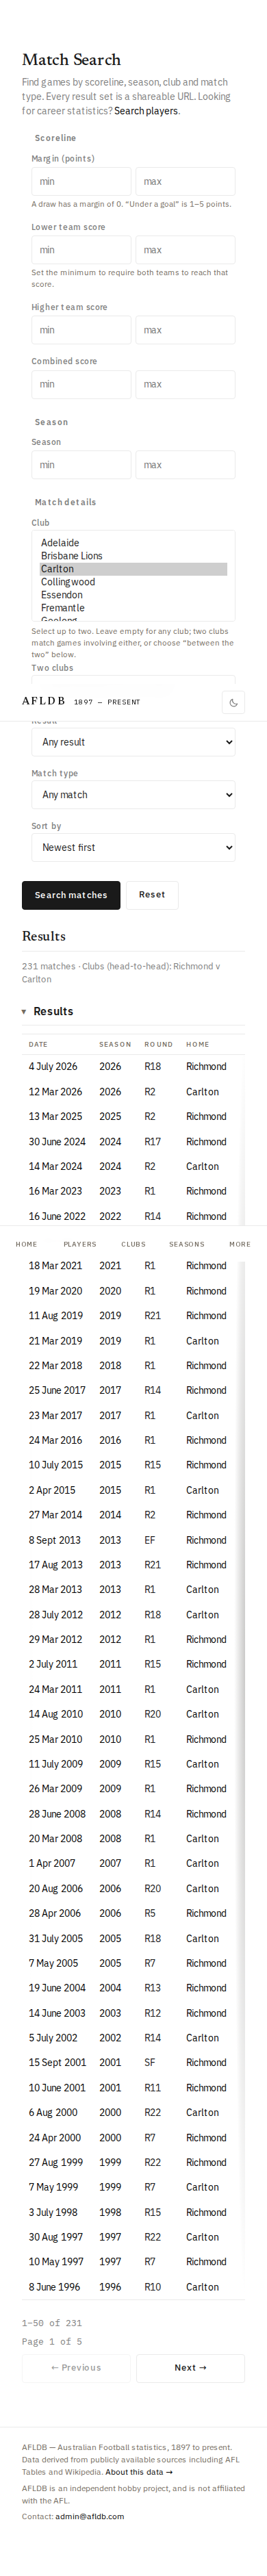 Match Search
Find games by scoreline, season, club and match
type. Every result set is a shareable URL. Looking
for career statistics? Search players.
Scoreline
Margin (points)
min max
A draw has a margin of 0. “Under a goal” is 1–5 points.
Lower team score
min max
Set the minimum to require both teams to reach that
score.
Higher team score
min max
Combined score
min max
Season
Season
min max
Match details
Club
Adelaide
Brisbane Lions
Carlton
Collingwood
Essendon
Fremantle
Geelong
Select up to two. Leave empty for any club; two clubs
match games involving either, or choose “between the
two” below.
Two clubs
AFLDB 1897 – PRESENT
Result
Any result
Match type
Any match
Sort by
Newest first
Search matches Reset
Results
231 matches · Clubs (head-to-head): Richmond v
Carlton
▾ Results
DATE SEASON ROUND HOME
4 July 2026 2026 R18 Richmond
12 Mar 2026 2026 R2 Carlton
13 Mar 2025 2025 R2 Richmond
30 June 2024 2024 R17 Richmond
14 Mar 2024 2024 R2 Carlton
16 Mar 2023 2023 R1 Richmond
16 June 2022 2022 R14 Richmond
HOME PLAYERS CLUBS SEASONS MORE
18 Mar 2021 2021 R1 Richmond
19 Mar 2020 2020 R1 Richmond
11 Aug 2019 2019 R21 Richmond
21 Mar 2019 2019 R1 Carlton
22 Mar 2018 2018 R1 Richmond
25 June 2017 2017 R14 Richmond
23 Mar 2017 2017 R1 Carlton
24 Mar 2016 2016 R1 Richmond
10 July 2015 2015 R15 Richmond
2 Apr 2015 2015 R1 Carlton
27 Mar 2014 2014 R2 Richmond
8 Sept 2013 2013 EF Richmond
17 Aug 2013 2013 R21 Richmond
28 Mar 2013 2013 R1 Carlton
28 July 2012 2012 R18 Carlton
29 Mar 2012 2012 R1 Richmond
2 July 2011 2011 R15 Richmond
24 Mar 2011 2011 R1 Carlton
14 Aug 2010 2010 R20 Carlton
25 Mar 2010 2010 R1 Richmond
11 July 2009 2009 R15 Carlton
26 Mar 2009 2009 R1 Richmond
28 June 2008 2008 R14 Richmond
20 Mar 2008 2008 R1 Carlton
1 Apr 2007 2007 R1 Carlton
20 Aug 2006 2006 R20 Carlton
28 Apr 2006 2006 R5 Richmond
31 July 2005 2005 R18 Carlton
7 May 2005 2005 R7 Richmond
19 June 2004 2004 R13 Richmond
14 June 2003 2003 R12 Richmond
5 July 2002 2002 R14 Carlton
15 Sept 2001 2001 SF Richmond
10 June 2001 2001 R11 Richmond
6 Aug 2000 2000 R22 Carlton
24 Apr 2000 2000 R7 Richmond
27 Aug 1999 1999 R22 Richmond
7 May 1999 1999 R7 Carlton
3 July 1998 1998 R15 Richmond
30 Aug 1997 1997 R22 Carlton
10 May 1997 1997 R7 Richmond
8 June 1996 1996 R10 Carlton
1–50 of 231
Page 1 of 5
← Previous Next →
AFLDB — Australian Football statistics, 1897 to present.
Data derived from publicly available sources including AFL
Tables and Wikipedia. About this data →
AFLDB is an independent hobby project, and is not affiliated
with the AFL.
Contact: admin@afldb.com